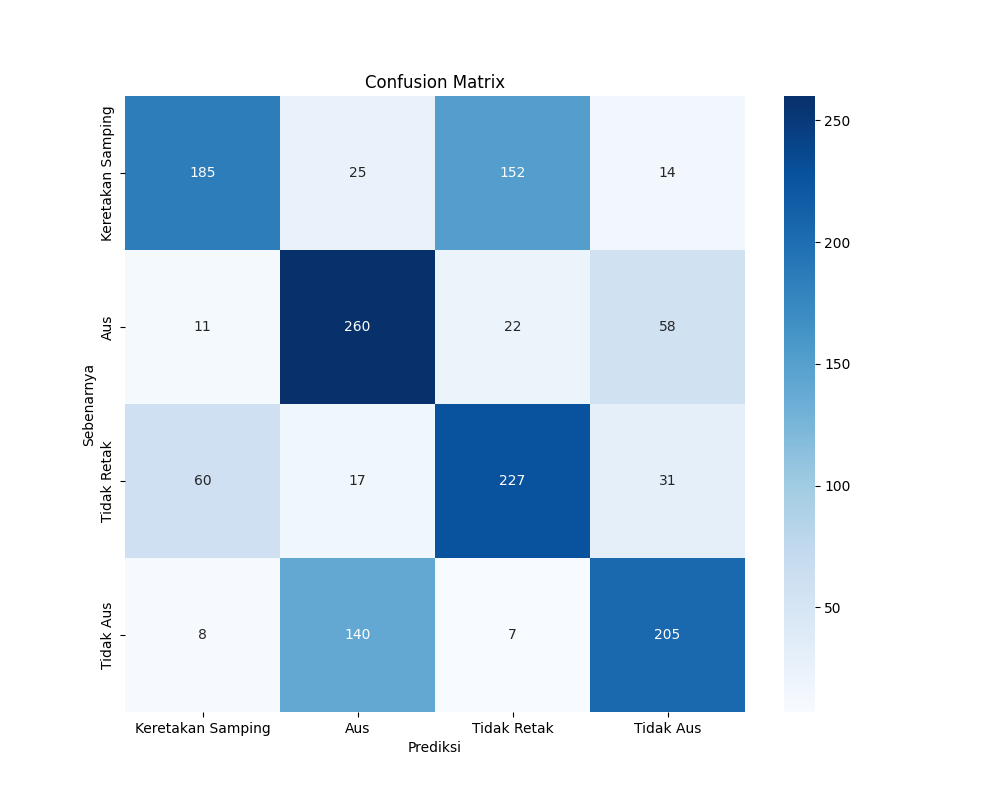 Confusion Matrix
Sebenarnya
Keretakan Samping
185 25 152 14
Aus
11 260 22 58
Tidak Retak
60 17 227 31
Tidak Aus
8 140 7 205
Keretakan Samping Aus Tidak Retak Tidak Aus
Prediksi
250
200
150
100
50